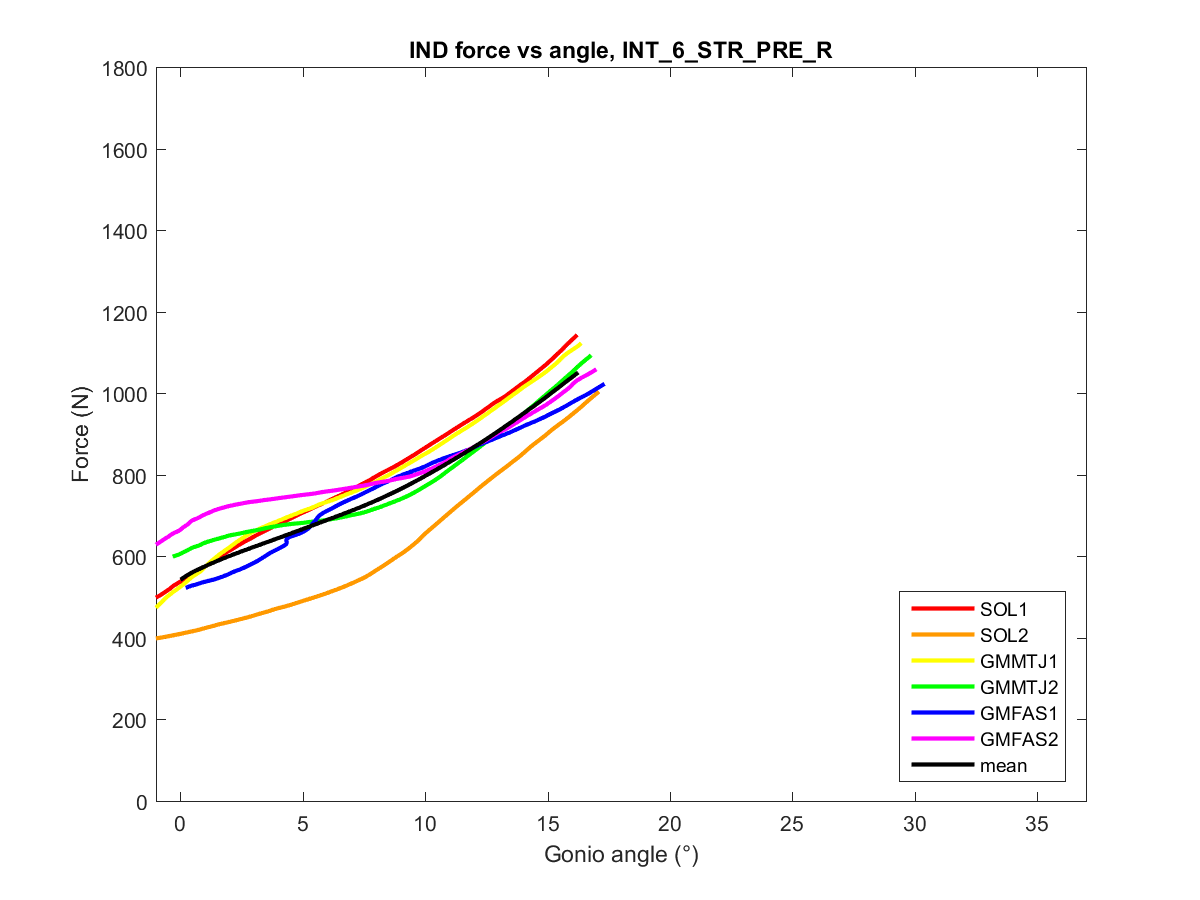 IND force vs angle, INT_6_STR_PRE_R
1800
1600
1400
1200
1000
800
600
400
200
0
Force (N)
0 5 10 15 20 25 30 35
Gonio angle (°)
SOL1
SOL2
GMMTJ1
GMMTJ2
GMFAS1
GMFAS2
mean